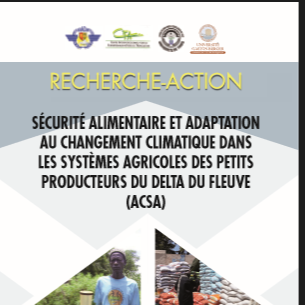 RECHERCHE-ACTION
SÉCURITÉ ALIMENTAIRE ET ADAPTATION
AU CHANGEMENT CLIMATIQUE DANS
LES SYSTÈMES AGRICOLES DES PETITS
PRODUCTEURS DU DELTA DU FLEUVE
(ACSA)